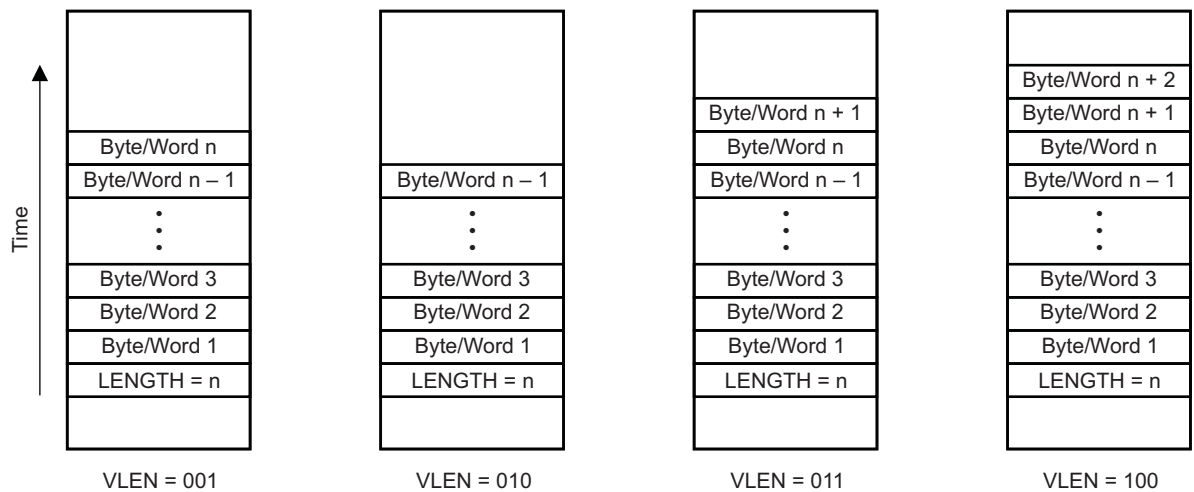 Time
Byte/Word n
Byte/Word n – 1
Byte/Word 3
Byte/Word 2
Byte/Word 1
LENGTH = n
VLEN = 001
Byte/Word n – 1
Byte/Word 3
Byte/Word 2
Byte/Word 1
LENGTH = n
VLEN = 010
Byte/Word n + 1
Byte/Word n
Byte/Word n – 1
Byte/Word 3
Byte/Word 2
Byte/Word 1
LENGTH = n
VLEN = 011
Byte/Word n + 2
Byte/Word n + 1
Byte/Word n
Byte/Word n – 1
Byte/Word 3
Byte/Word 2
Byte/Word 1
LENGTH = n
VLEN = 100